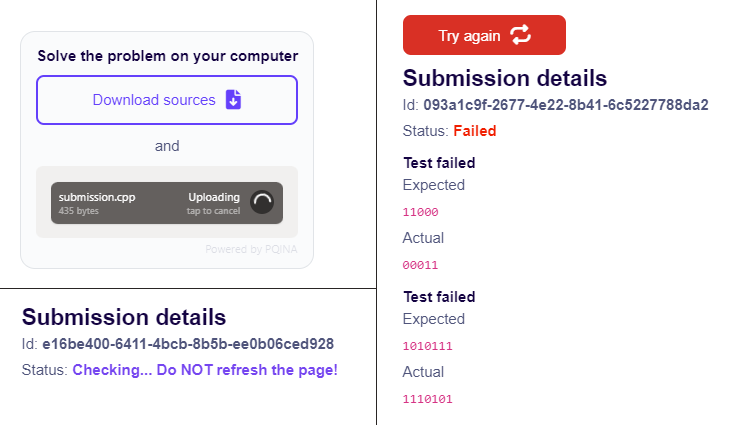 Solve the problem on your computer
Download sources
and
submission.cpp
435 bytes
Uploading
tap to cancel
Powered by PQINA
Submission details
Id: e16be400-6411-4bcb-8b5b-ee0b06ced928
Status: Checking... Do NOT refresh the page!
Try again
Submission details
Id: 093a1c9f-2677-4e22-8b41-6c5227788da2
Status: Failed
Test failed
Expected
11000
Actual
00011
Test failed
Expected
1010111
Actual
1110101